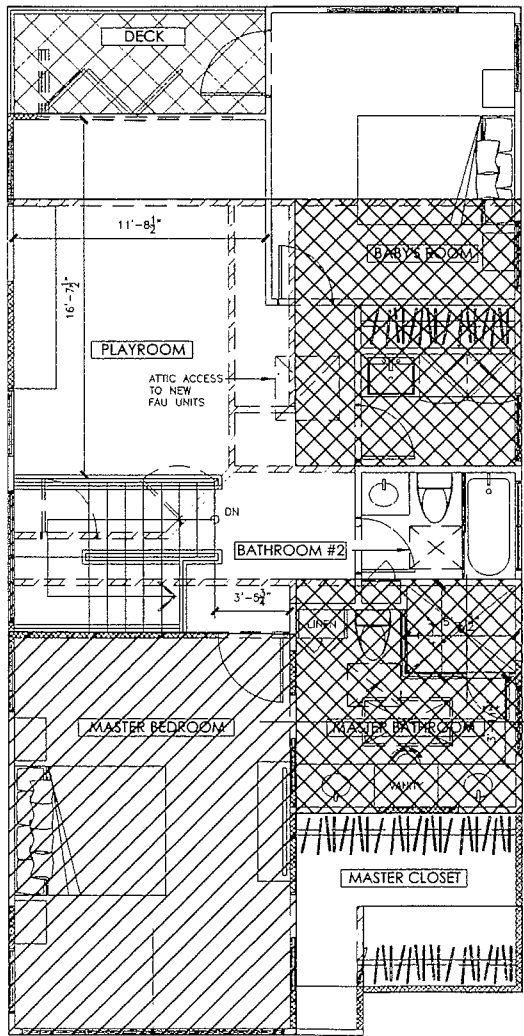 DECK
11'-8½"
BABY'S ROOM
16'-7½"
PLAYROOM
ATTIC ACCESS
TO NEW
FAU UNITS
DN
BATHROOM #2
3'-5¾"
LINEN
MASTER BEDROOM
MASTER BATHROOM
VANITY
MASTER CLOSET